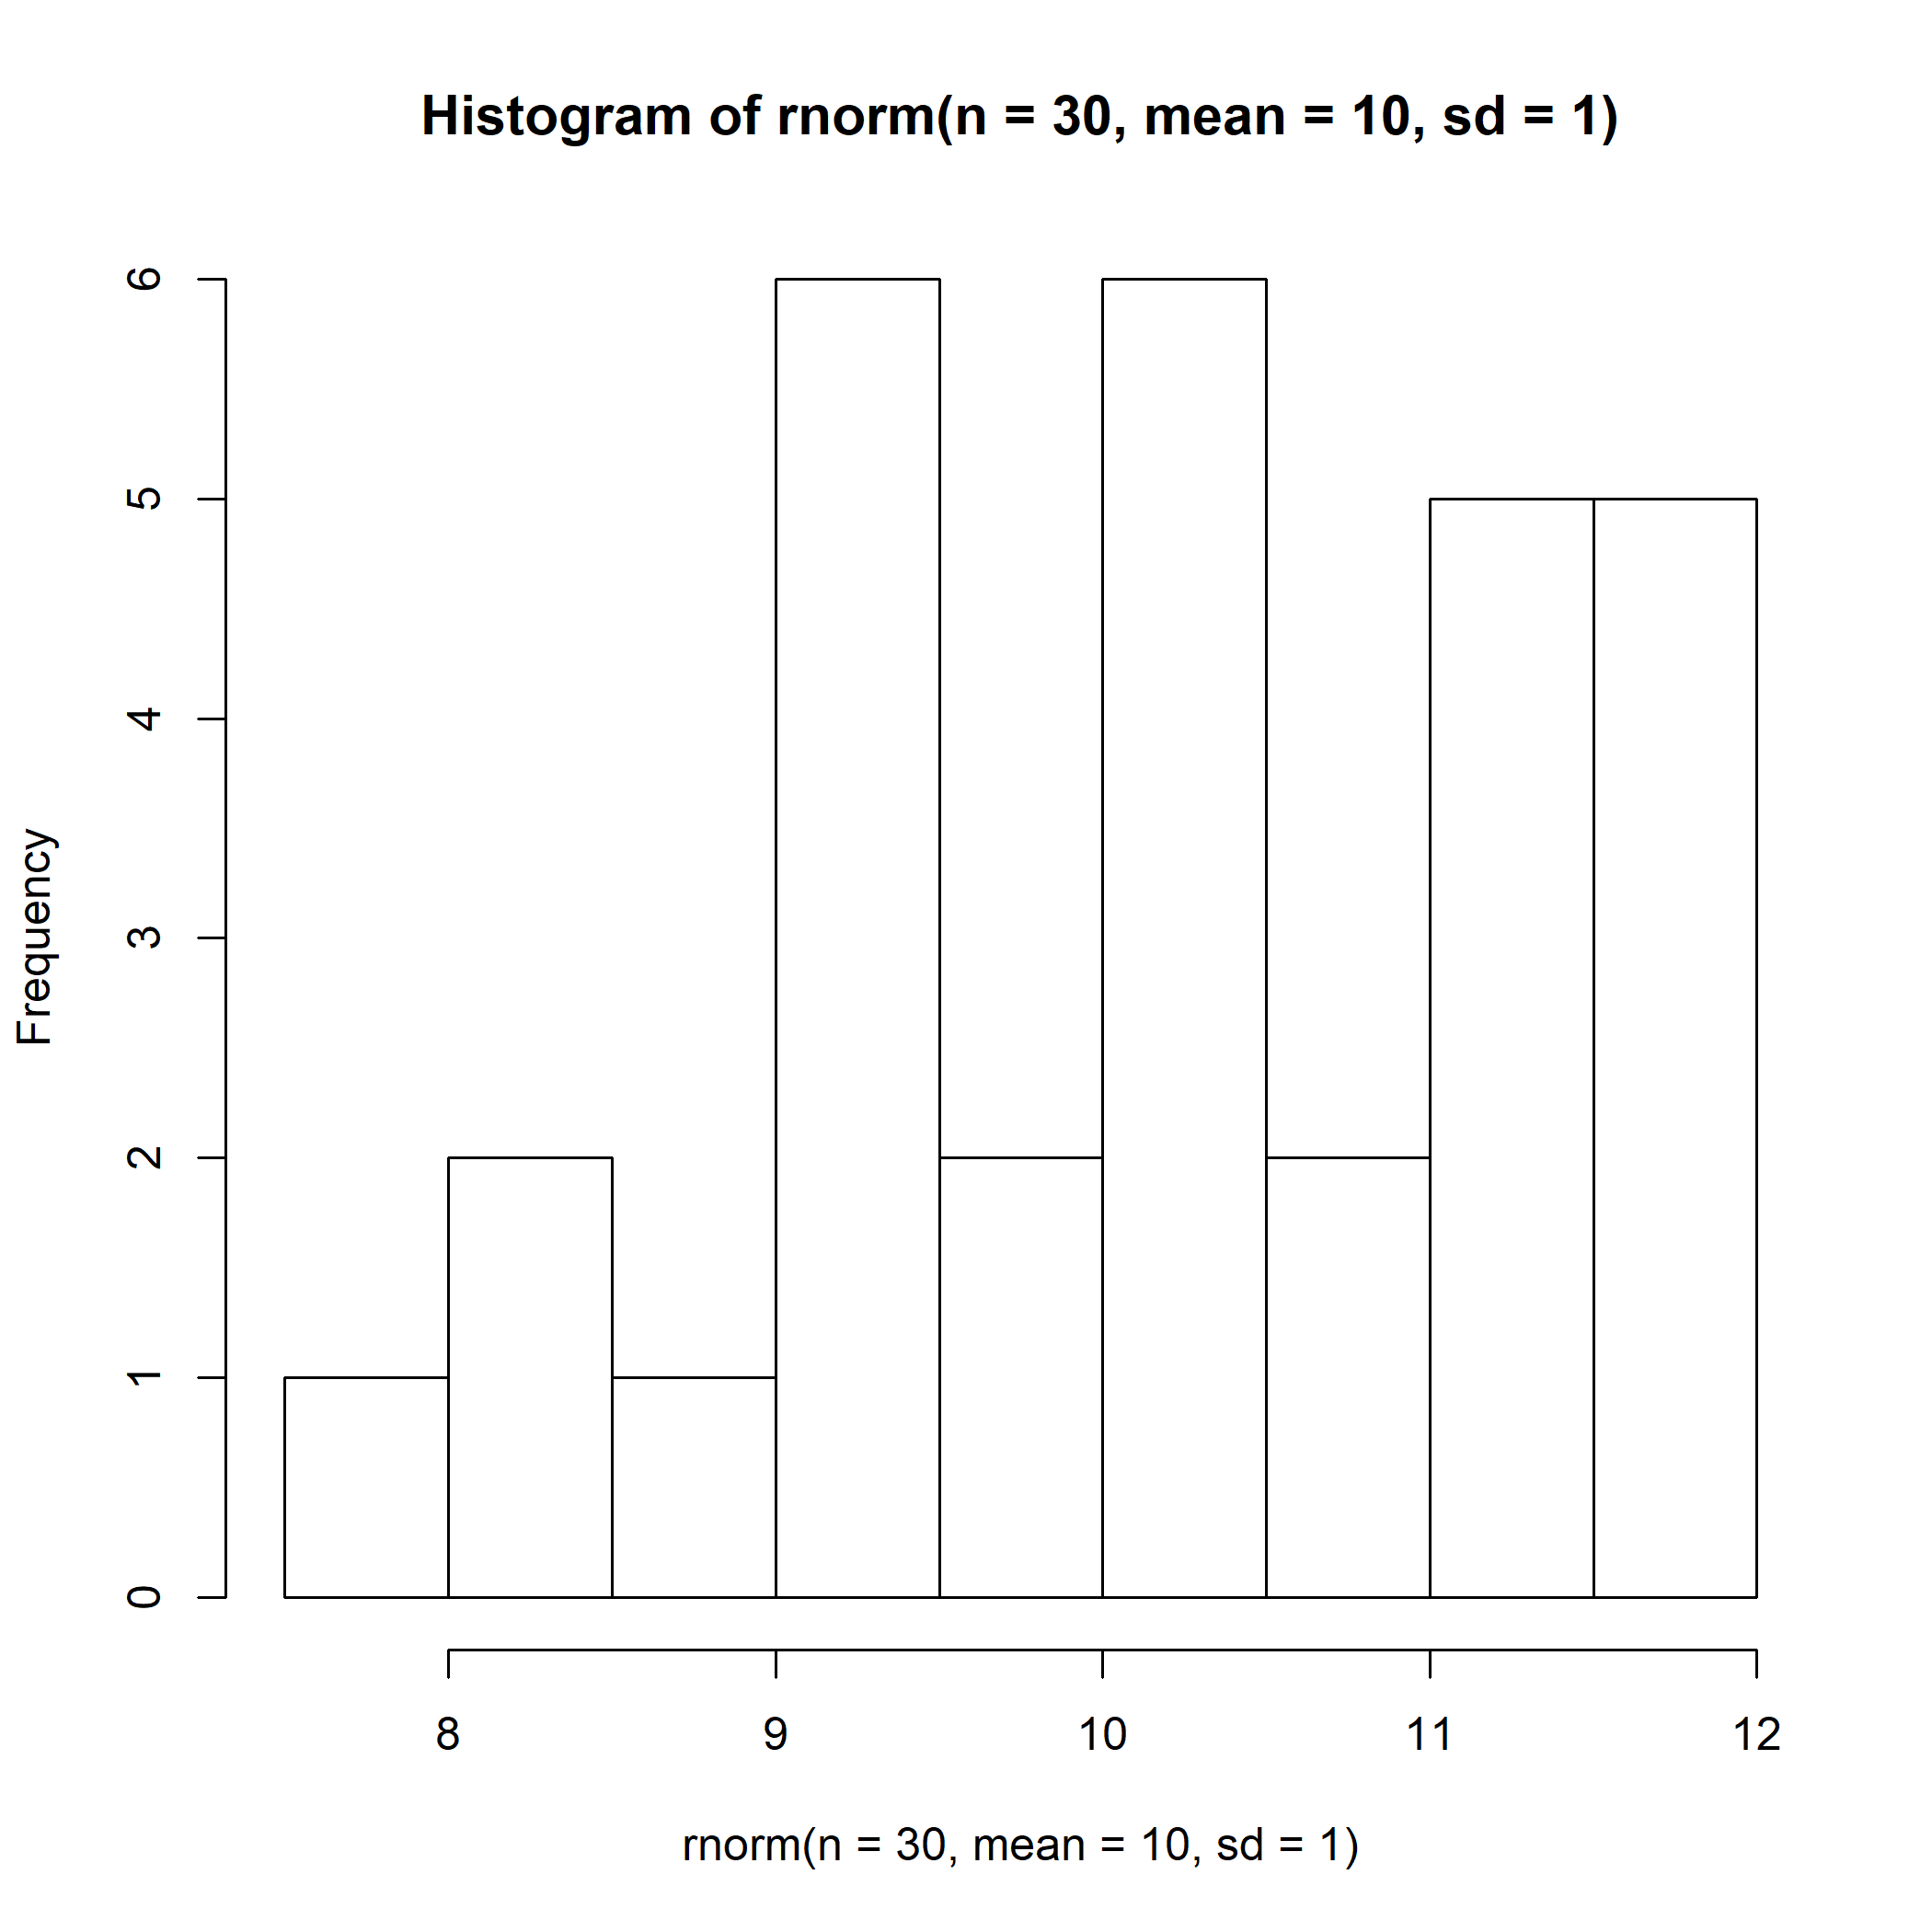 Histogram of rnorm(n = 30, mean = 10, sd = 1)
6
5
4
3
2
1
0
Frequency
8 9 10 11 12
rnorm(n = 30, mean = 10, sd = 1)